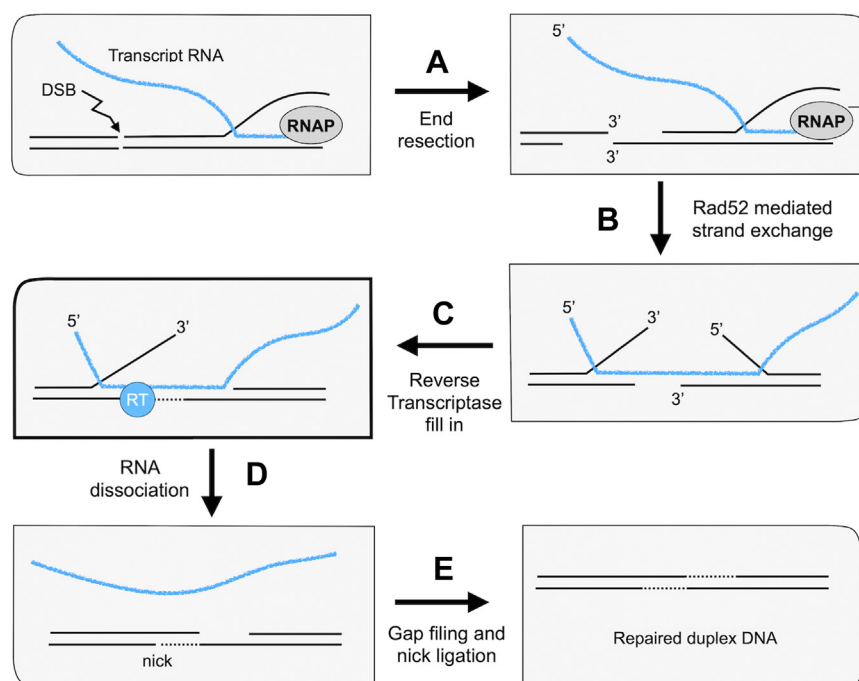 Transcript RNA
DSB
RNAP
A
End
resection
5’
3’
3’
RNAP
B
Rad52 mediated
strand exchange
5’
3’
RT
C
Reverse
Transcriptase
fill in
5’
3’
5’
3’
RNA
dissociation
D
nick
E
Gap filing and
nick ligation
Repaired duplex DNA